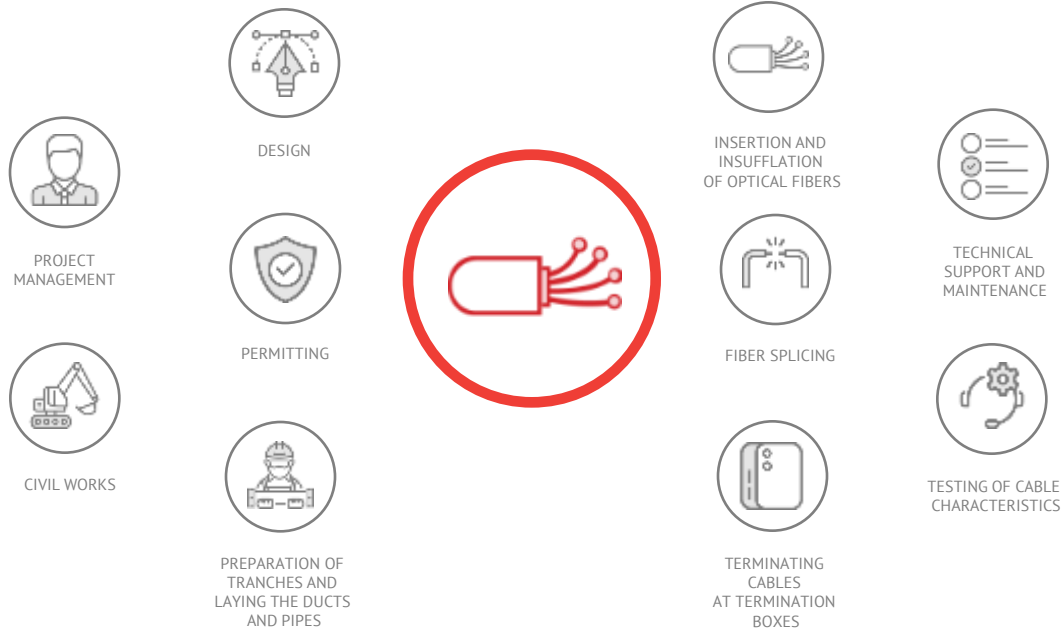 DESIGN
INSERTION AND
INSUFFLATION
OF OPTICAL FIBERS
PROJECT
MANAGEMENT
TECHNICAL
SUPPORT AND
MAINTENANCE
PERMITTING
FIBER SPLICING
CIVIL WORKS
TESTING OF CABLE
CHARACTERISTICS
PREPARATION OF
TRANCHES AND
LAYING THE DUCTS
AND PIPES
TERMINATING
CABLES
AT TERMINATION
BOXES